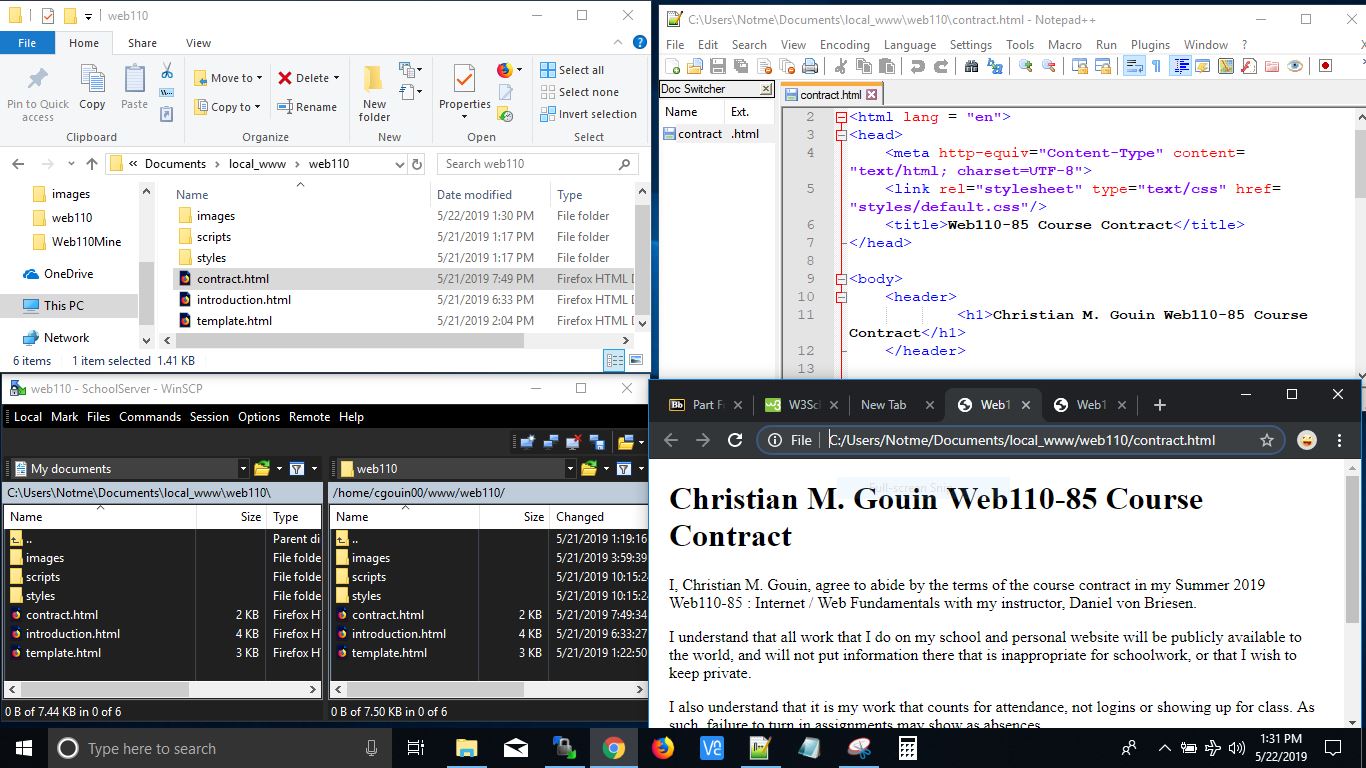 web110
File Home Share View
Pin to Quick access
Copy
Paste
Clipboard
Move to
Copy to
Delete
Rename
Organize
New folder
New
Properties
Open
Select all
Select none
Invert selection
Select
« Documents › local_www › web110
Search web110
images
web110
Web110Mine
OneDrive
This PC
Network
Name Date modified Type
images 5/22/2019 1:30 PM File folder
scripts 5/21/2019 1:17 PM File folder
styles 5/21/2019 1:17 PM File folder
contract.html 5/21/2019 7:49 PM Firefox HTML D
introduction.html 5/21/2019 6:33 PM Firefox HTML D
template.html 5/21/2019 2:04 PM Firefox HTML D
6 items 1 item selected 1.41 KB
C:\Users\Notme\Documents\local_www\web110\contract.html - Notepad++
File Edit Search View Encoding Language Settings Tools Macro Run Plugins Window ?
Doc Switcher
Name Ext.
contract .html
contract.html
2 <html lang = "en">
3 <head>
4 <meta http-equiv="Content-Type" content=
"text/html; charset=UTF-8">
5 <link rel="stylesheet" type="text/css" href=
"styles/default.css"/>
6 <title>Web110-85 Course Contract</title>
7 </head>
8
9 <body>
10 <header>
11 <h1>Christian M. Gouin Web110-85 Course
Contract</h1>
12 </header>
13
web110 - SchoolServer - WinSCP
Local Mark Files Commands Session Options Remote Help
My documents
web110
C:\Users\Notme\Documents\local_www\web110\
/home/cgouin00/www/web110/
Name Size Type
.. Parent di
images File folde
scripts File folde
styles File folde
contract.html 2 KB Firefox HT
introduction.html 4 KB Firefox HT
template.html 3 KB Firefox HT
0 B of 7.44 KB in 0 of 6
Name Size Changed
.. 5/21/2019 1:19:16
images 5/21/2019 3:59:39
scripts 5/21/2019 10:15:24
styles 5/21/2019 10:15:24
contract.html 2 KB 5/21/2019 7:49:34
introduction.html 4 KB 5/21/2019 6:33:27
template.html 3 KB 5/21/2019 1:22:50
0 B of 7.50 KB in 0 of 6
Bb Part F W3Sc New Tab Web1 Web1
File C:/Users/Notme/Documents/local_www/web110/contract.html
Christian M. Gouin Web110-85 Course
Contract
I, Christian M. Gouin, agree to abide by the terms of the course contract in my Summer 2019
Web110-85 : Internet / Web Fundamentals with my instructor, Daniel von Briesen.
I understand that all work that I do on my school and personal website will be publicly available to
the world, and will not put information there that is inappropriate for schoolwork, or that I wish to
keep private.
I also understand that it is my work that counts for attendance, not logins or showing up for class. As
such, failure to turn in assignments may show as absences.
Type here to search
1:31 PM
5/22/2019